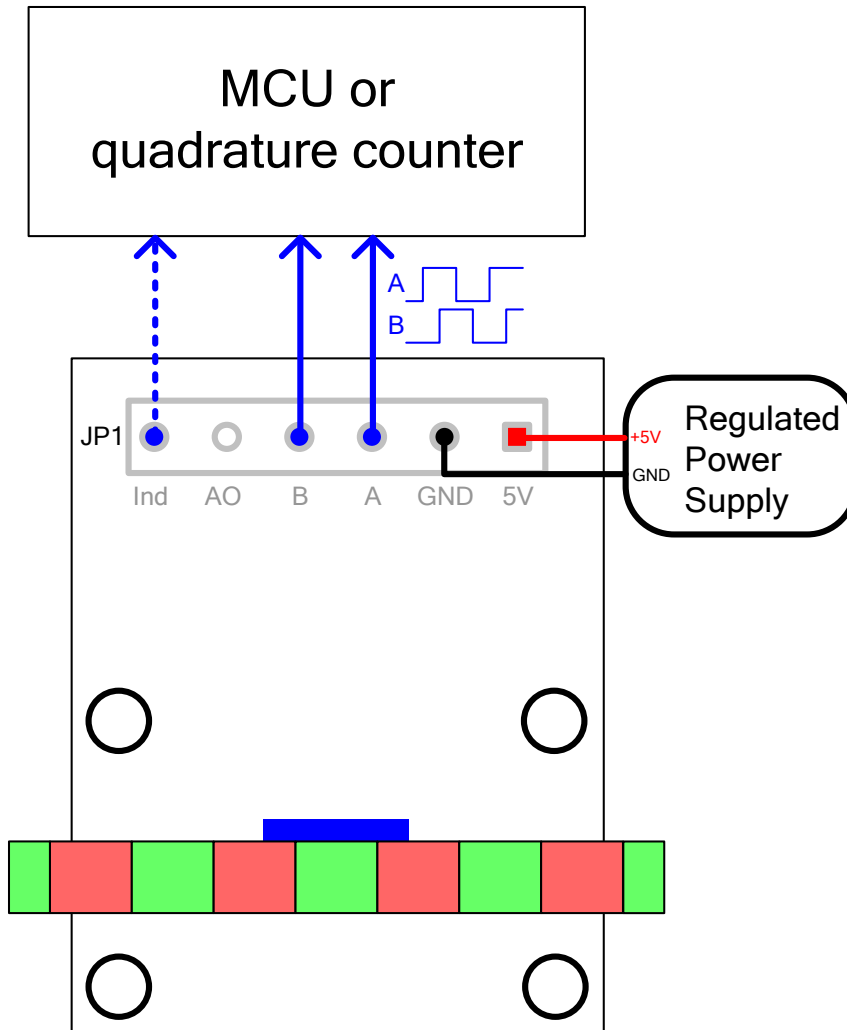 MCU or
quadrature counter
A
B
JP1
Ind AO B A GND 5V
+5V
GND
Regulated
Power
Supply